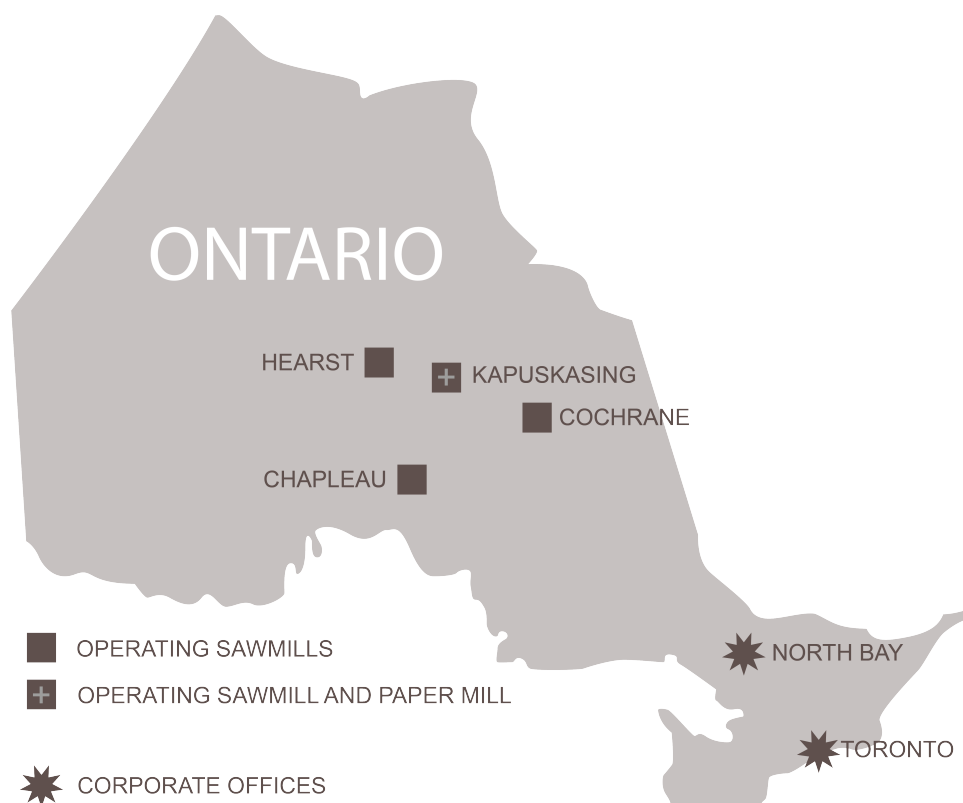 ONTARIO
HEARST
KAPUSKASING
COCHRANE
CHAPLEAU
OPERATING SAWMILLS
NORTH BAY
OPERATING SAWMILL AND PAPER MILL
TORONTO
CORPORATE OFFICES